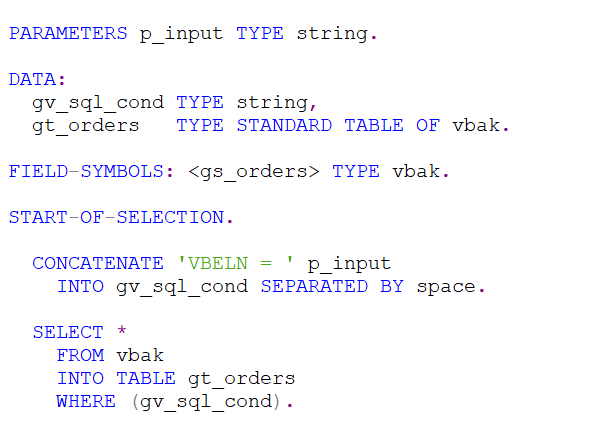 PARAMETERS p_input TYPE string.
DATA:
gv_sql_cond TYPE string,
gt_orders   TYPE STANDARD TABLE OF vbak.
FIELD-SYMBOLS: <gs_orders> TYPE vbak.
START-OF-SELECTION.
CONCATENATE 'VBELN = ' p_input
INTO gv_sql_cond SEPARATED BY space.
SELECT *
FROM vbak
INTO TABLE gt_orders
WHERE (gv_sql_cond).